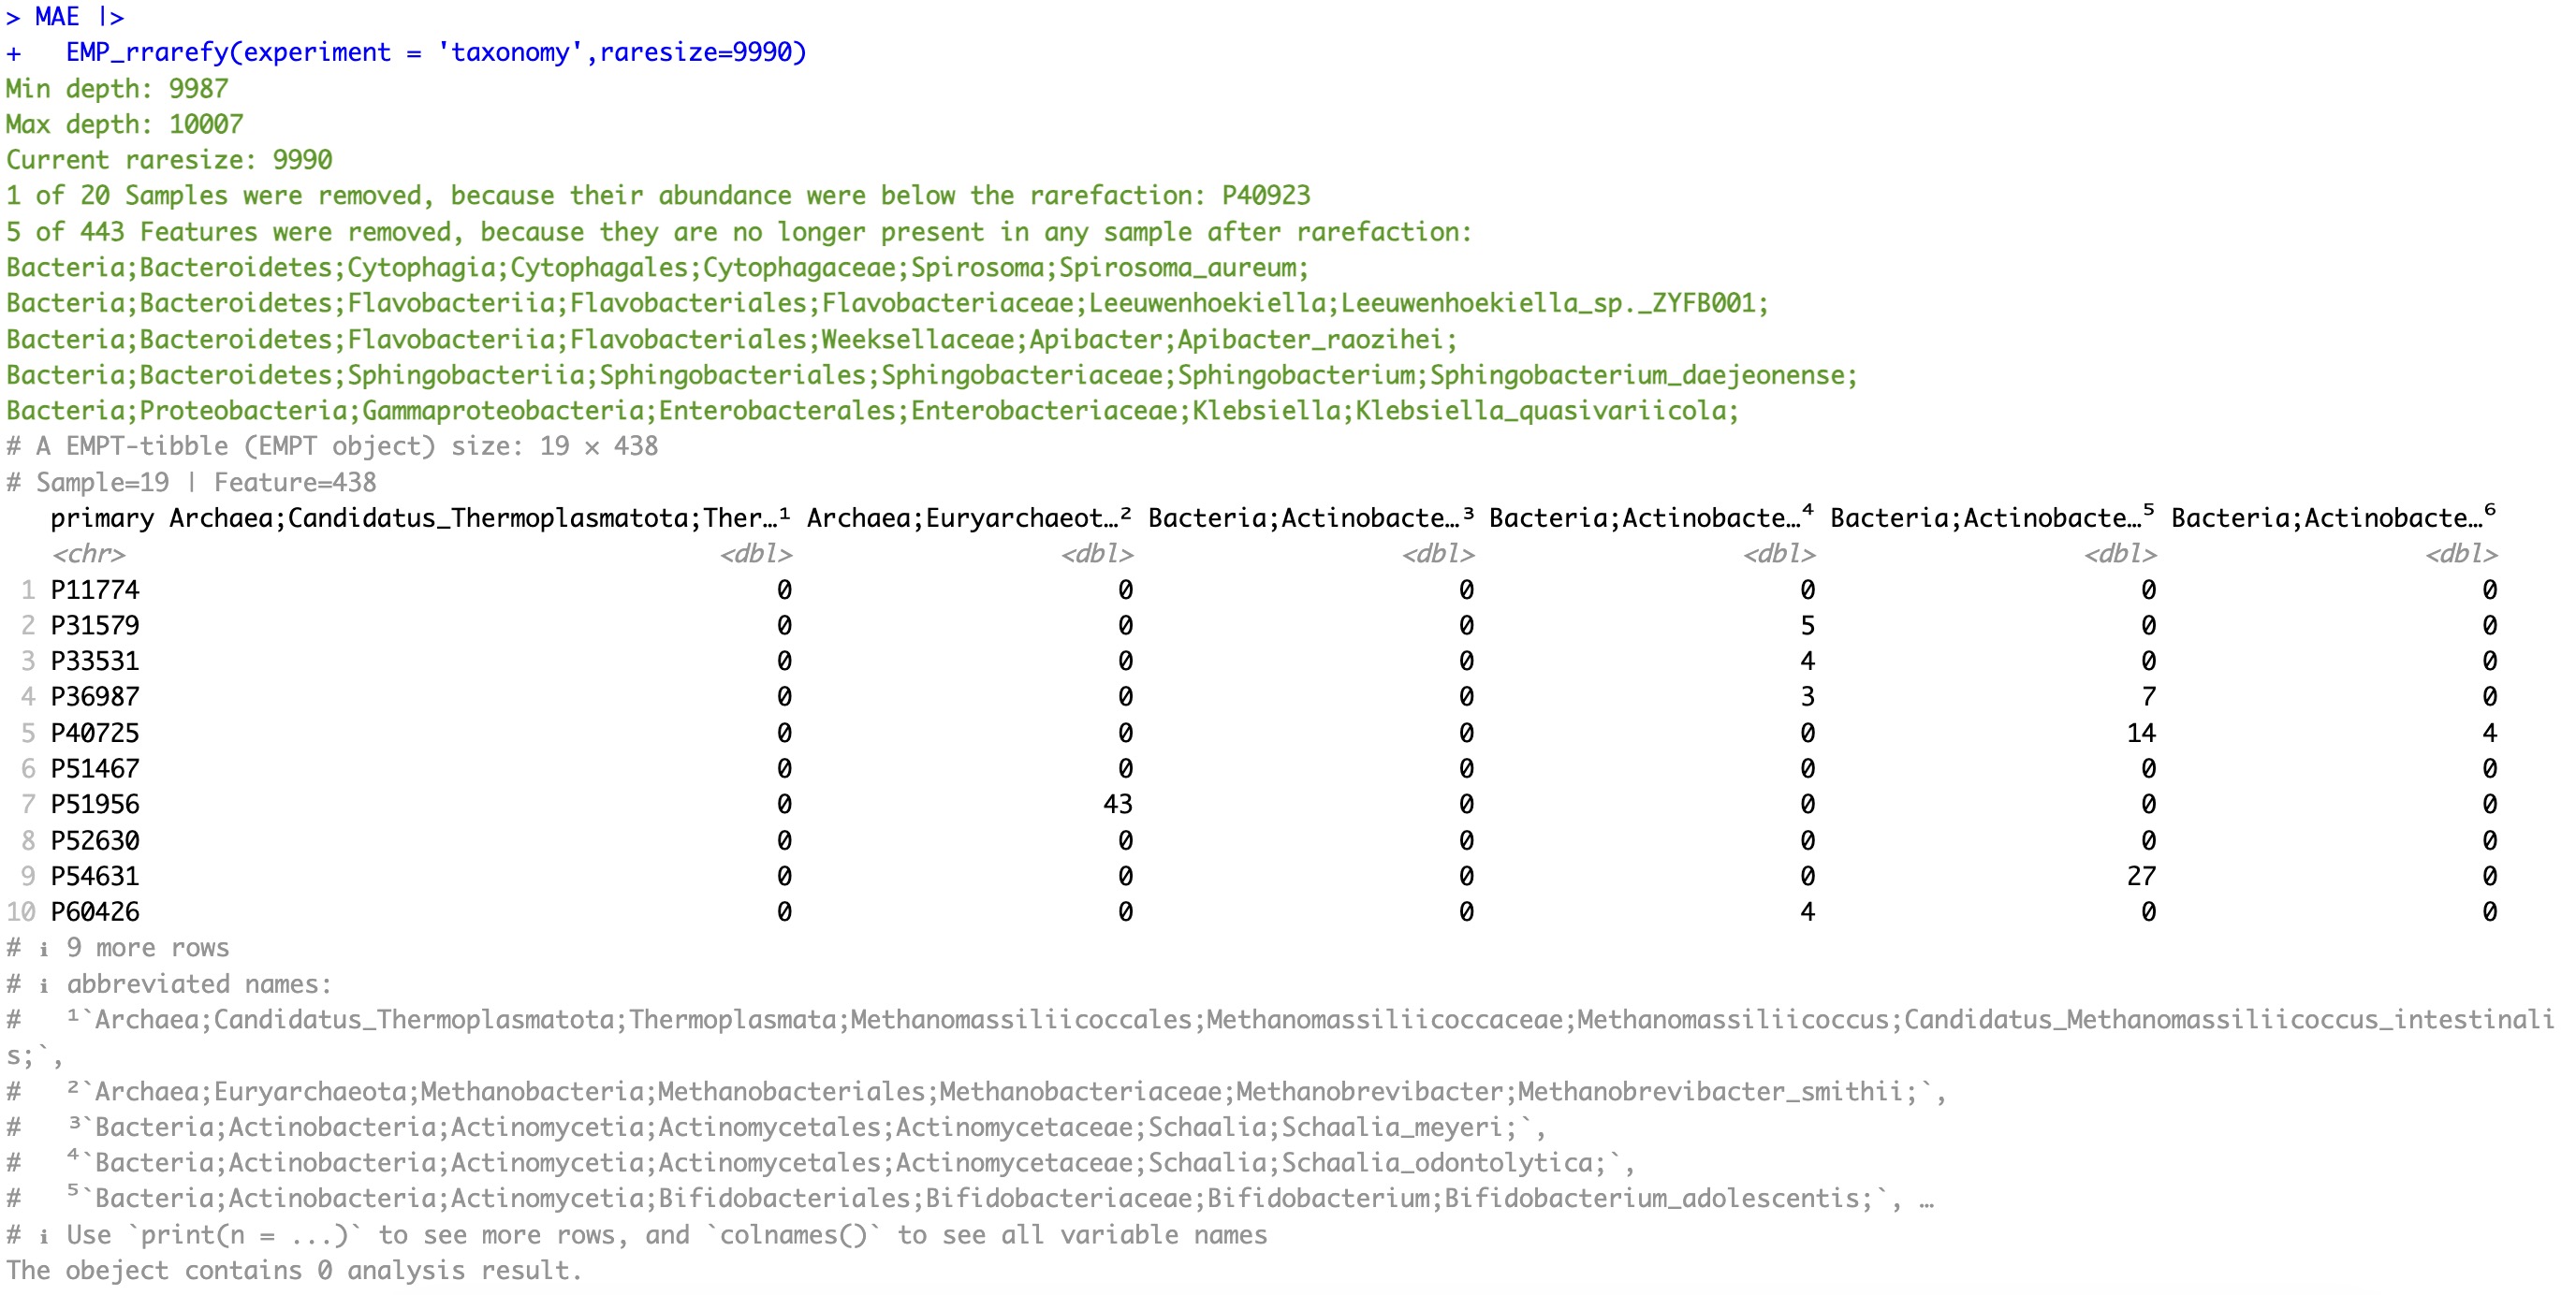 > MAE |>
+   EMP_rrarefy(experiment = 'taxonomy',raresize=9990)
Min depth: 9987
Max depth: 10007
Current raresize: 9990
1 of 20 Samples were removed, because their abundance were below the rarefaction: P40923
5 of 443 Features were removed, because they are no longer present in any sample after rarefaction:
Bacteria;Bacteroidetes;Cytophagia;Cytophagales;Cytophagaceae;Spirosoma;Spirosoma_aureum;
Bacteria;Bacteroidetes;Flavobacteriia;Flavobacteriales;Flavobacteriaceae;Leeuwenhoekiella;Leeuwenhoekiella_sp._ZYFB001;
Bacteria;Bacteroidetes;Flavobacteriia;Flavobacteriales;Weeksellaceae;Apibacter;Apibacter_raozihei;
Bacteria;Bacteroidetes;Sphingobacteriia;Sphingobacteriales;Sphingobacteriaceae;Sphingobacterium;Sphingobacterium_daejeonense;
Bacteria;Proteobacteria;Gammaproteobacteria;Enterobacterales;Enterobacteriaceae;Klebsiella;Klebsiella_quasivariicola;
# A EMPT-tibble (EMPT object) size: 19 × 438
# Sample=19 | Feature=438
primary Archaea;Candidatus_Thermoplasmatota;Ther…¹ Archaea;Euryarchaeot…² Bacteria;Actinobacte…³ Bacteria;Actinobacte…⁴ Bacteria;Actinobacte…⁵ Bacteria;Actinobacte…⁶
<chr> <dbl> <dbl> <dbl> <dbl> <dbl> <dbl>
1 P11774 0 0 0 0 0 0
2 P31579 0 0 0 5 0 0
3 P33531 0 0 0 4 0 0
4 P36987 0 0 0 3 7 0
5 P40725 0 0 0 0 14 4
6 P51467 0 0 0 0 0 0
7 P51956 0 43 0 0 0 0
8 P52630 0 0 0 0 0 0
9 P54631 0 0 0 0 27 0
10 P60426 0 0 0 4 0 0
# ℹ 9 more rows
# ℹ abbreviated names:
#   ¹`Archaea;Candidatus_Thermoplasmatota;Thermoplasmata;Methanomassiliicoccales;Methanomassiliicoccaceae;Methanomassiliicoccus;Candidatus_Methanomassiliicoccus_intestinali
s;`,
#   ²`Archaea;Euryarchaeota;Methanobacteria;Methanobacteriales;Methanobacteriaceae;Methanobrevibacter;Methanobrevibacter_smithii;`,
#   ³`Bacteria;Actinobacteria;Actinomycetia;Actinomycetales;Actinomycetaceae;Schaalia;Schaalia_meyeri;`,
#   ⁴`Bacteria;Actinobacteria;Actinomycetia;Actinomycetales;Actinomycetaceae;Schaalia;Schaalia_odontolytica;`,
#   ⁵`Bacteria;Actinobacteria;Actinomycetia;Bifidobacteriales;Bifidobacteriaceae;Bifidobacterium;Bifidobacterium_adolescentis;`, …
# ℹ Use `print(n = ...)` to see more rows, and `colnames()` to see all variable names
The obeject contains 0 analysis result.